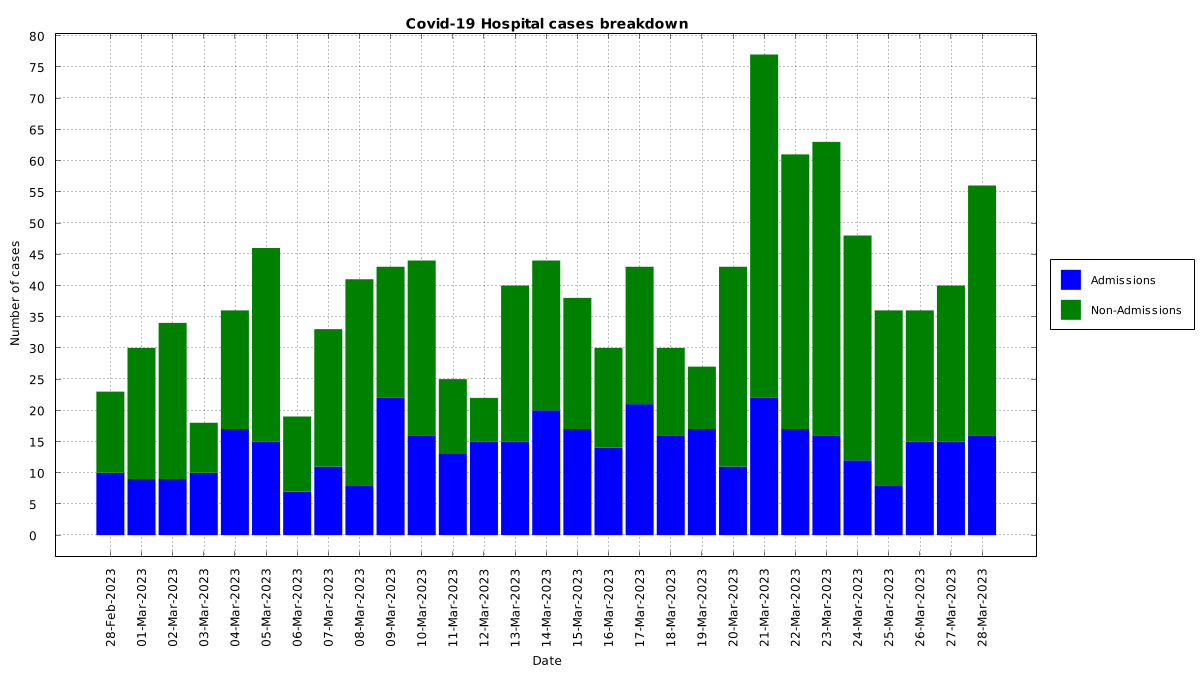 Covid-19 Hospital cases breakdown
80
75
70
65
60
55
50
45
40
35
30
25
20
15
10
5
0
Number of cases
Admissions
Non-Admissions
28-Feb-2023
01-Mar-2023
02-Mar-2023
03-Mar-2023
04-Mar-2023
05-Mar-2023
06-Mar-2023
07-Mar-2023
08-Mar-2023
09-Mar-2023
10-Mar-2023
11-Mar-2023
12-Mar-2023
13-Mar-2023
14-Mar-2023
15-Mar-2023
16-Mar-2023
17-Mar-2023
18-Mar-2023
19-Mar-2023
20-Mar-2023
21-Mar-2023
22-Mar-2023
23-Mar-2023
24-Mar-2023
25-Mar-2023
26-Mar-2023
27-Mar-2023
28-Mar-2023
Date